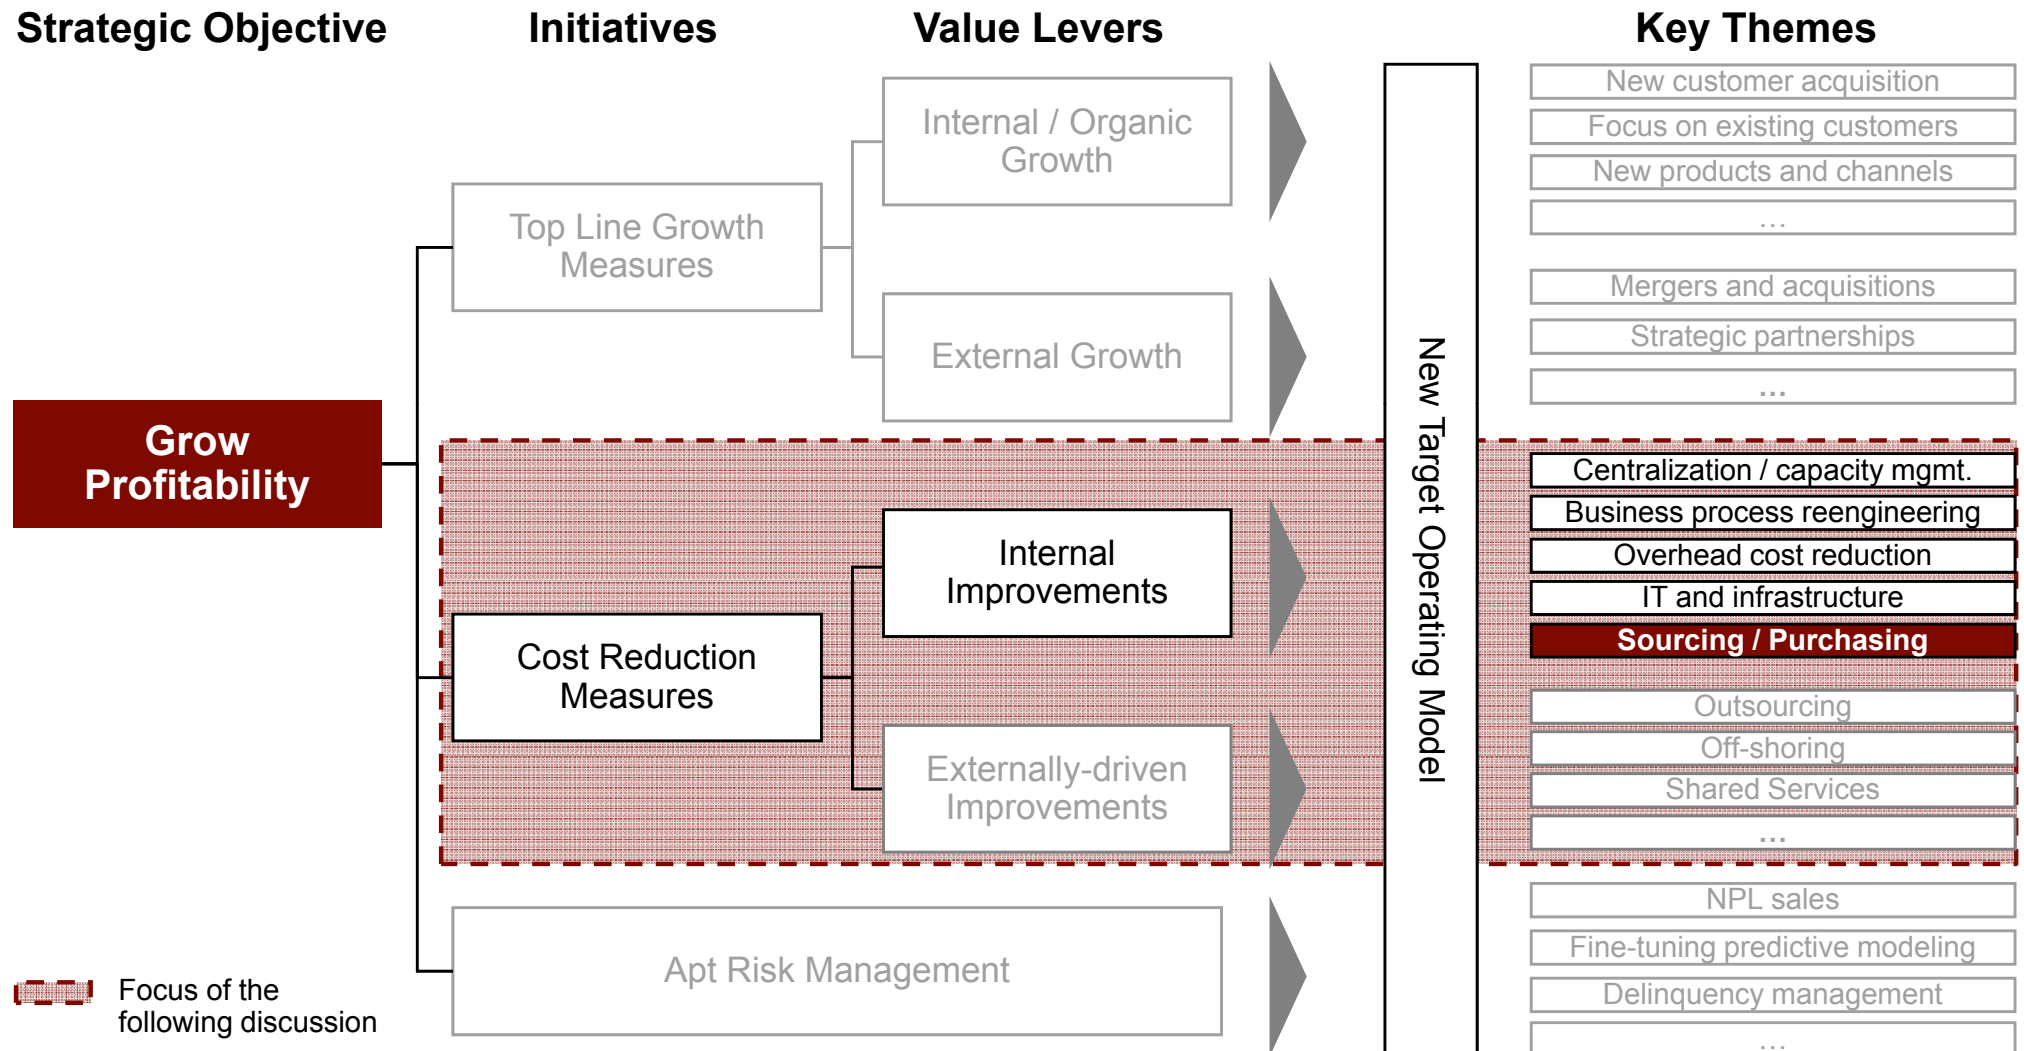 Strategic Objective
Initiatives
Value Levers
Key Themes
Grow
Profitability
Top Line Growth
Measures
Internal / Organic
Growth
External Growth
Cost Reduction
Measures
Internal
Improvements
Externally-driven
Improvements
Apt Risk Management
New Target Operating Model
New customer acquisition
Focus on existing customers
New products and channels
...
Mergers and acquisitions
Strategic partnerships
...
Centralization / capacity mgmt.
Business process reengineering
Overhead cost reduction
IT and infrastructure
Sourcing / Purchasing
Outsourcing
Off-shoring
Shared Services
...
NPL sales
Fine-tuning predictive modeling
Delinquency management
...
Focus of the
following discussion